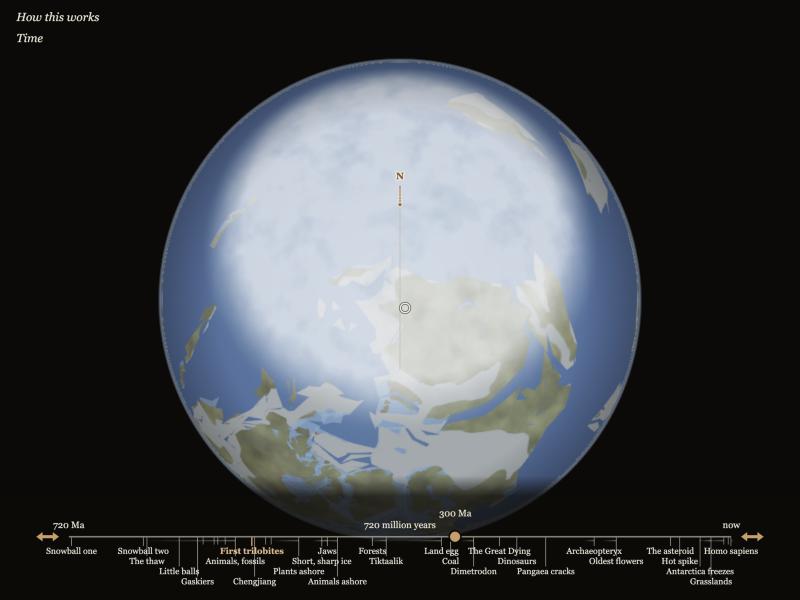 How this works
Time
N
300 Ma
720 Ma
720 million years
now
Snowball one
Snowball two
First trilobites
Jaws
Forests
Land egg
The Great Dying
Archaeopteryx
The asteroid
Homo sapiens
The thaw
Animals, fossils
Short, sharp ice
Tiktaalik
Coal
Dinosaurs
Oldest flowers
Hot spike
Little balls
Plants ashore
Dimetrodon
Pangaea cracks
Antarctica freezes
Gaskiers
Chengjiang
Animals ashore
Grasslands